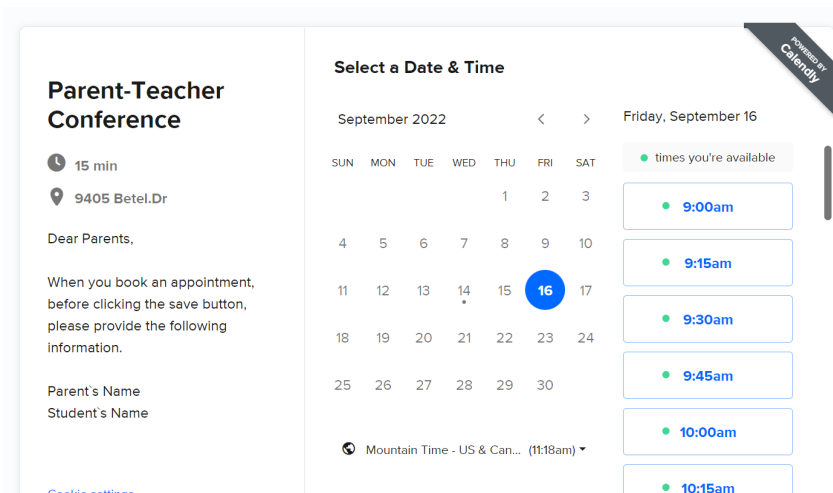 POWERED BY
Calendly
Parent-Teacher
Conference
15 min
9405 Betel.Dr
Dear Parents,
When you book an appointment,
before clicking the save button,
please provide the following
information.
Parent`s Name
Student`s Name
Cookie settings
Select a Date & Time
September 2022
SUN MON TUE WED THU FRI SAT
1 2 3
4 5 6 7 8 9 10
11 12 13 14 15 16 17
18 19 20 21 22 23 24
25 26 27 28 29 30
Mountain Time - US & Can... (11:18am)
Friday, September 16
times you're available
9:00am
9:15am
9:30am
9:45am
10:00am
10:15am